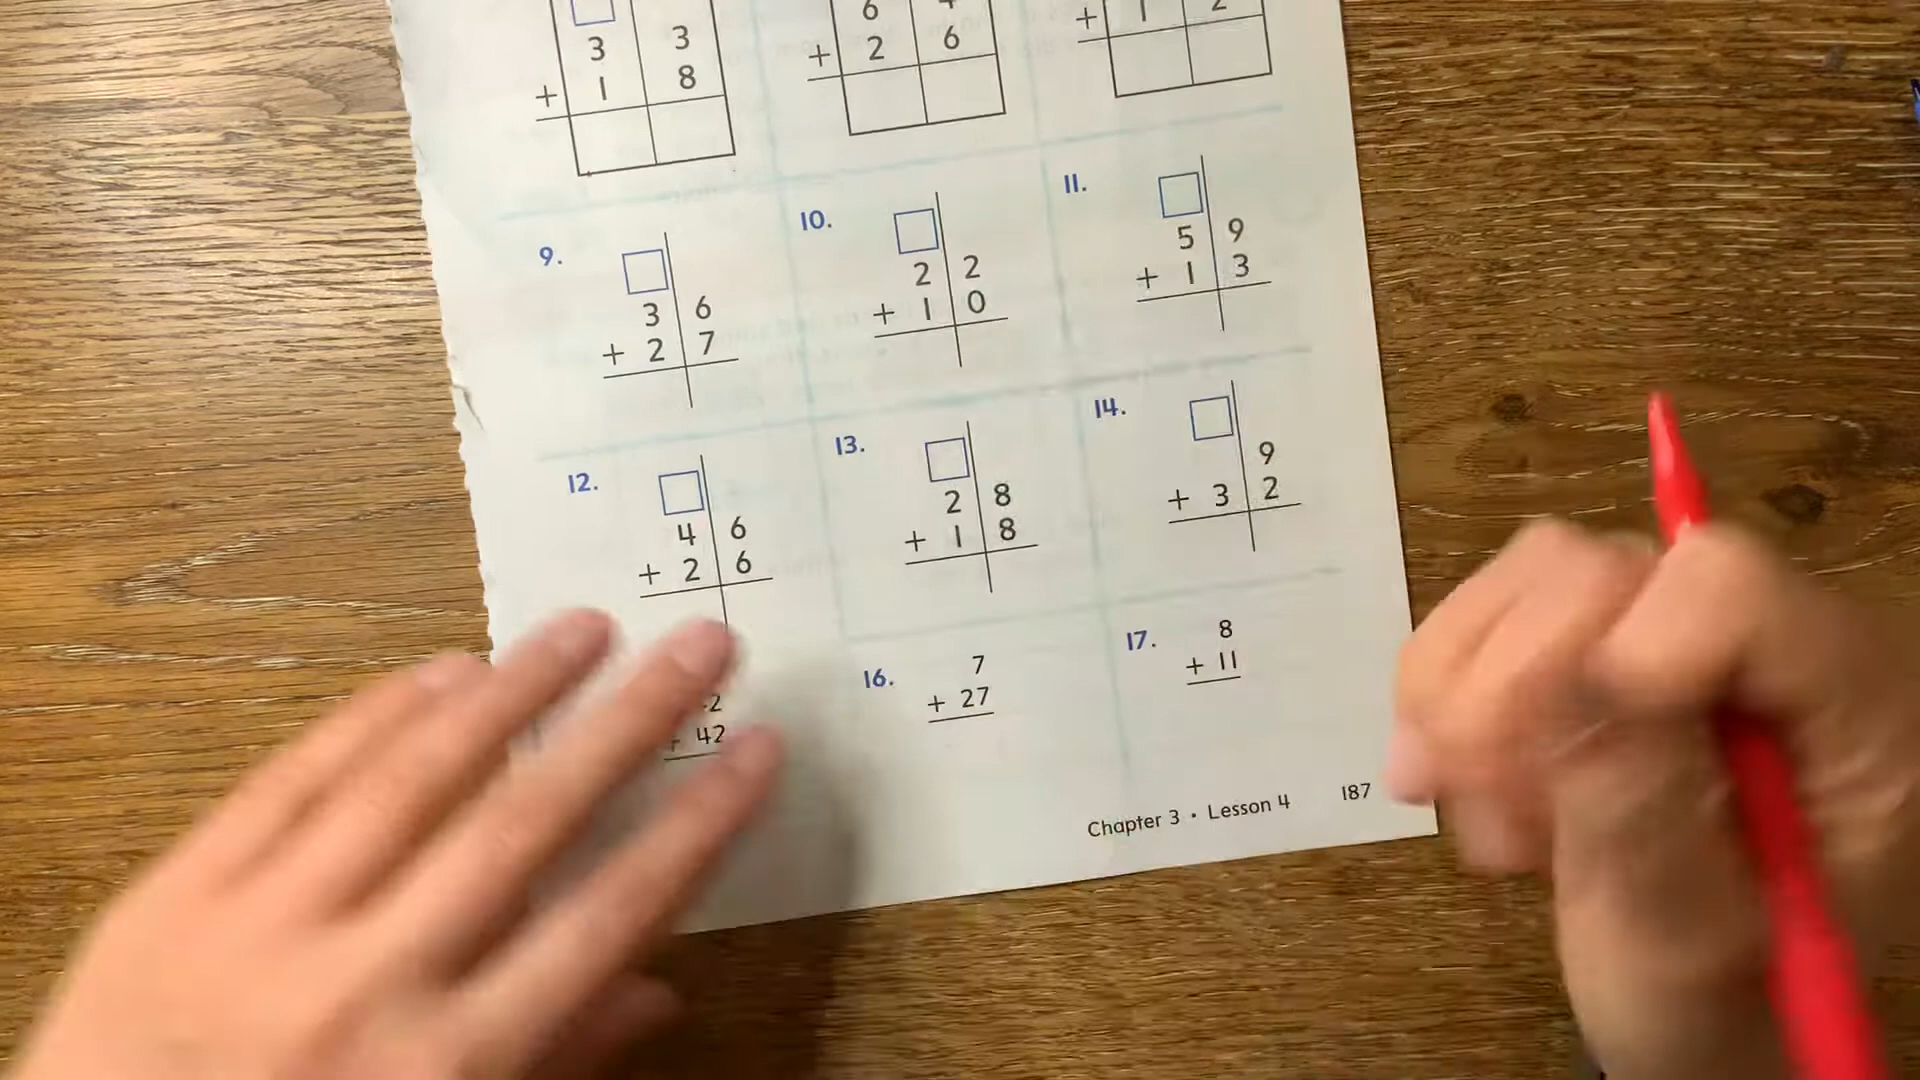 3 3
+ 1 8
6 4
+ 2 6
+ 1 2
9.
3 6
+ 2 7
10.
2 2
+ 1 0
11.
5 9
+ 1 3
12.
4 6
+ 2 6
13.
2 8
+ 1 8
14.
9
+ 3 2
2
+ 42
16.
7
+ 27
17.
8
+ 11
Chapter 3 · Lesson 4 187